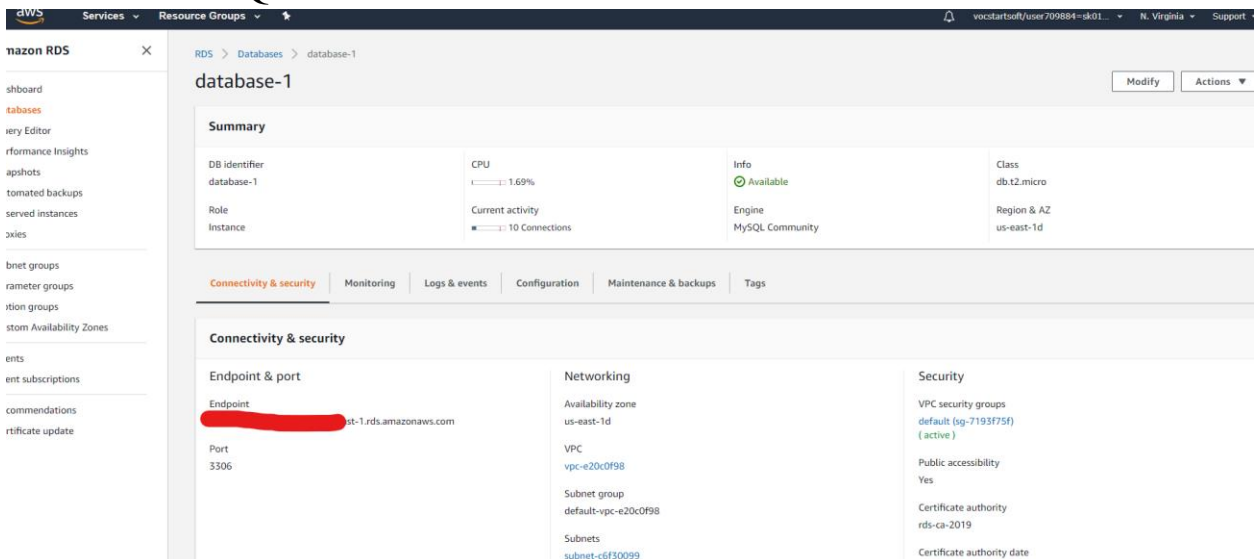 aws Services Resource Groups vocstartsoft/user709884=sk01... N. Virginia Support
mazon RDS
shboard
tabases
ery Editor
rformance Insights
apshots
tomated backups
served instances
oxies
bnet groups
rameter groups
tion groups
stom Availability Zones
ents
ent subscriptions
commendations
rtificate update
RDS > Databases > database-1
database-1
Modify Actions
Summary
DB identifier
database-1
CPU
1.69%
Info
Available
Class
db.t2.micro
Role
Instance
Current activity
10 Connections
Engine
MySQL Community
Region & AZ
us-east-1d
Connectivity & security Monitoring Logs & events Configuration Maintenance & backups Tags
Connectivity & security
Endpoint & port
Endpoint
st-1.rds.amazonaws.com
Port
3306
Networking
Availability zone
us-east-1d
VPC
vpc-e20c0f98
Subnet group
default-vpc-e20c0f98
Subnets
subnet-c6f30099
Security
VPC security groups
default (sg-7193f75f)
( active )
Public accessibility
Yes
Certificate authority
rds-ca-2019
Certificate authority date